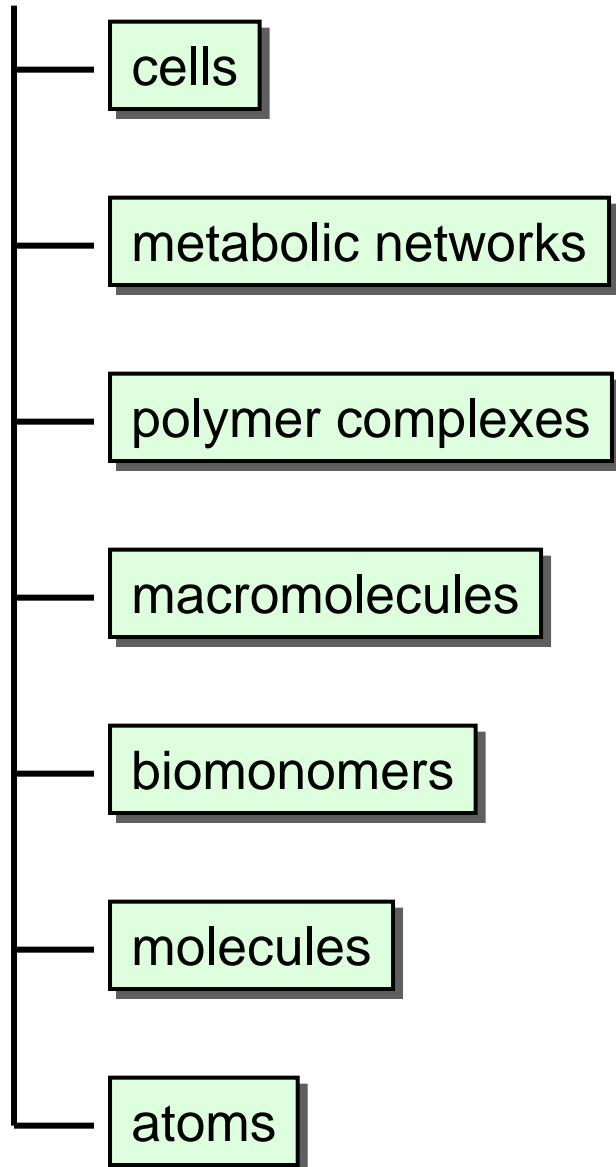 cells
metabolic networks
polymer complexes
macromolecules
biomonomers
molecules
atoms